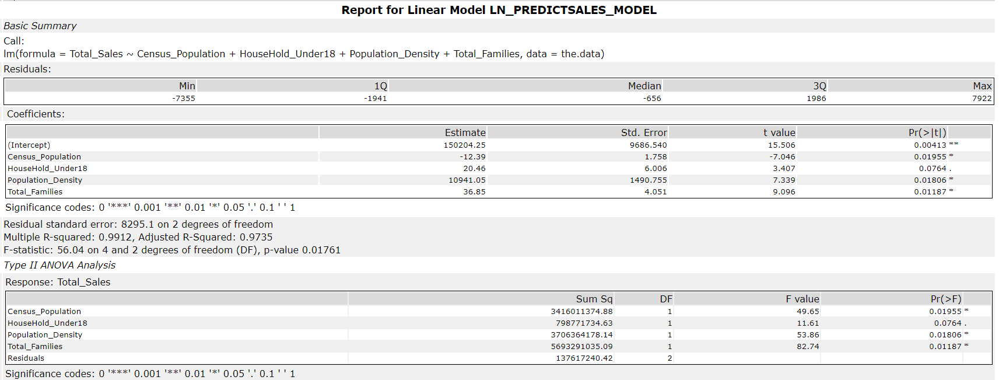 Report for Linear Model LN_PREDICTSALES_MODEL
Basic Summary
Call:
lm(formula = Total_Sales ~ Census_Population + HouseHold_Under18 + Population_Density + Total_Families, data = the.data)
Residuals:
Min 1Q Median 3Q Max
-7355 -1941 -656 1986 7922
Coefficients:
Estimate Std. Error t value Pr(>|t|)
(Intercept) 150204.25 9686.540 15.506 0.00413 **
Census_Population -12.39 1.758 -7.046 0.01955 *
HouseHold_Under18 20.46 6.006 3.407 0.0764 .
Population_Density 10941.05 1490.755 7.339 0.01806 *
Total_Families 36.85 4.051 9.096 0.01187 *
Significance codes: 0 '***' 0.001 '**' 0.01 '*' 0.05 '.' 0.1 ' ' 1
Residual standard error: 8295.1 on 2 degrees of freedom
Multiple R-squared: 0.9912, Adjusted R-Squared: 0.9735
F-statistic: 56.04 on 4 and 2 degrees of freedom (DF), p-value 0.01761
Type II ANOVA Analysis
Response: Total_Sales
Sum Sq DF F value Pr(>F)
Census_Population 3416011374.88 1 49.65 0.01955 *
HouseHold_Under18 798771734.63 1 11.61 0.0764 .
Population_Density 3706364178.14 1 53.86 0.01806 *
Total_Families 5693291035.09 1 82.74 0.01187 *
Residuals 137617240.42 2
Significance codes: 0 '***' 0.001 '**' 0.01 '*' 0.05 '.' 0.1 ' ' 1